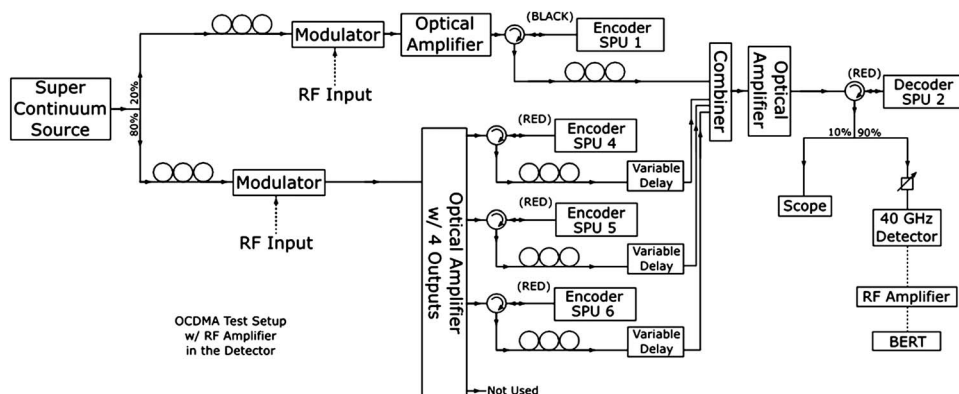 Super
Continuum
Source
20%
80%
Modulator
RF Input
Optical
Amplifier
(BLACK)
Encoder
SPU 1
Modulator
RF Input
Optical Amplifier
w/ 4 Outputs
(RED)
Encoder
SPU 4
Variable
Delay
(RED)
Encoder
SPU 5
Variable
Delay
(RED)
Encoder
SPU 6
Variable
Delay
Not Used
Combiner
Optical
Amplifier
(RED)
Decoder
SPU 2
10%
90%
Scope
40 GHz
Detector
RF Amplifier
BERT
OCDMA Test Setup
w/ RF Amplifier
in the Detector